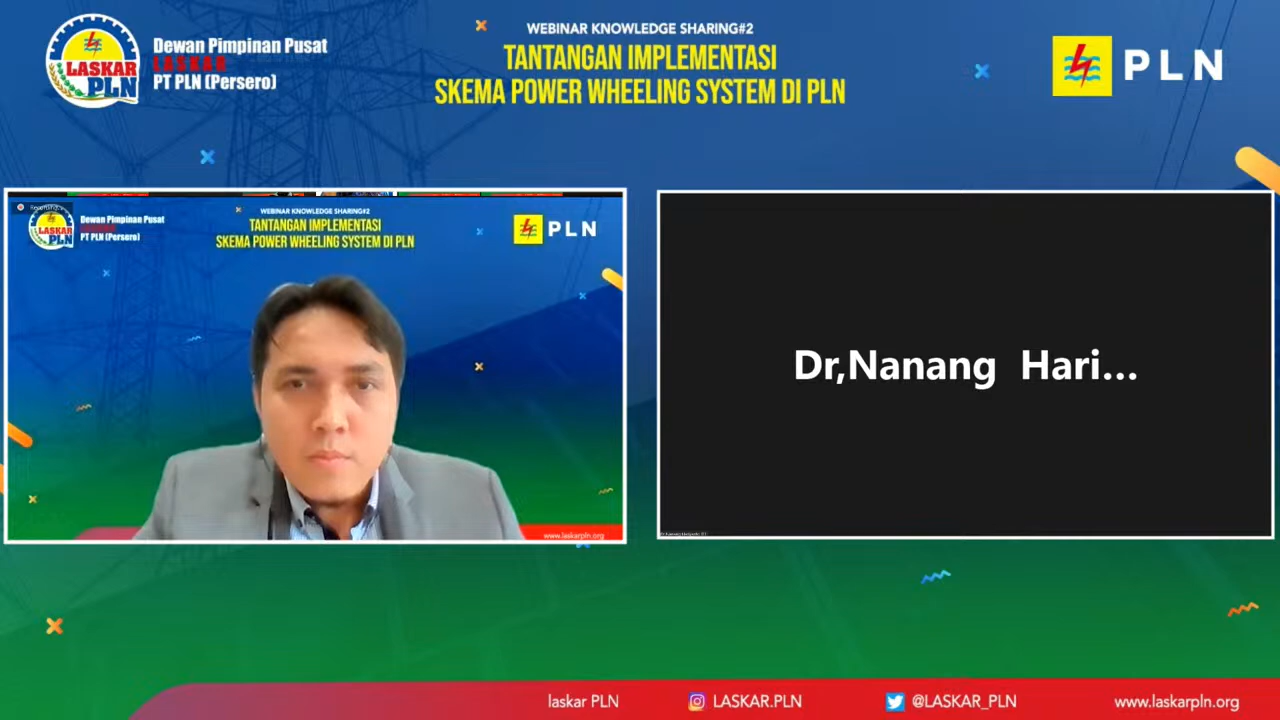 LASKAR
PLN
Dewan Pimpinan Pusat
LASKAR
PT PLN (Persero)
WEBINAR KNOWLEDGE SHARING#2
TANTANGAN IMPLEMENTASI
SKEMA POWER WHEELING SYSTEM DI PLN
PLN
LASKAR
PLN
Dewan Pimpinan Pusat
PT PLN (Persero)
WEBINAR KNOWLEDGE SHARING#2
TANTANGAN IMPLEMENTASI
SKEMA POWER WHEELING SYSTEM DI PLN
PLN
www.laskarpln.org
Dr,Nanang Hari...
laskar PLN
LASKAR.PLN
@LASKAR_PLN
www.laskarpln.org